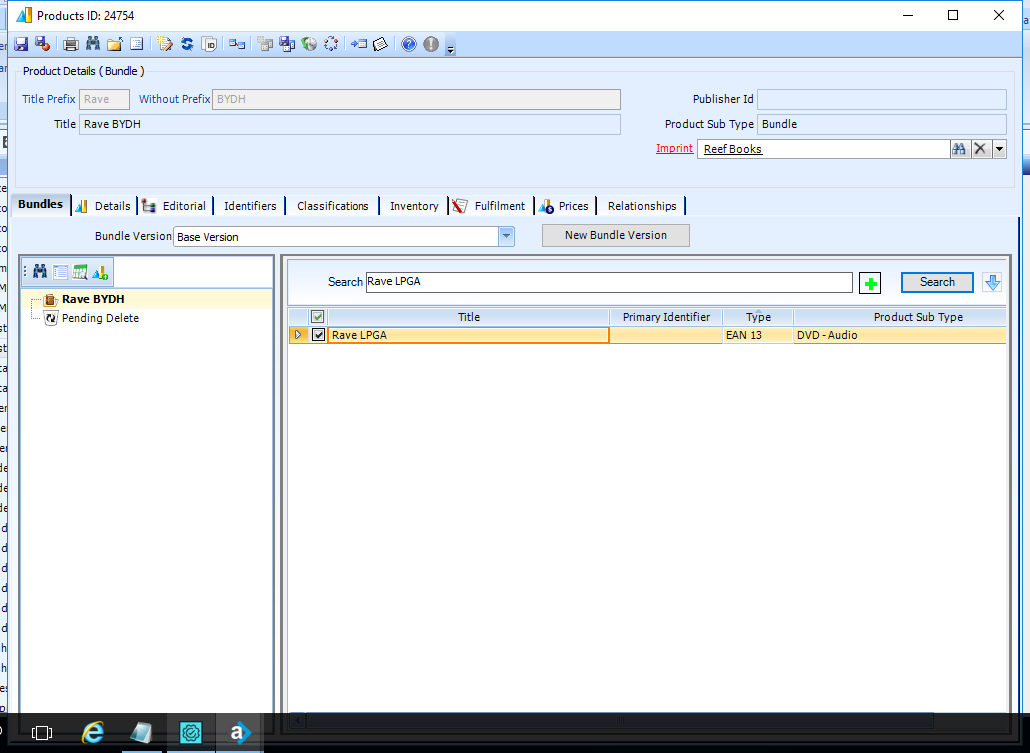 Products ID: 24754
Product Details ( Bundle )
Title Prefix Rave Without Prefix BYDH Publisher Id
Title Rave BYDH Product Sub Type Bundle
Imprint Reef Books
Bundles Details Editorial Identifiers Classifications Inventory Fulfilment Prices Relationships
Bundle Version Base Version New Bundle Version
Search Rave LPGA Search
Rave BYDH
Pending Delete
Title Primary Identifier Type Product Sub Type
Rave LPGA EAN 13 DVD - Audio